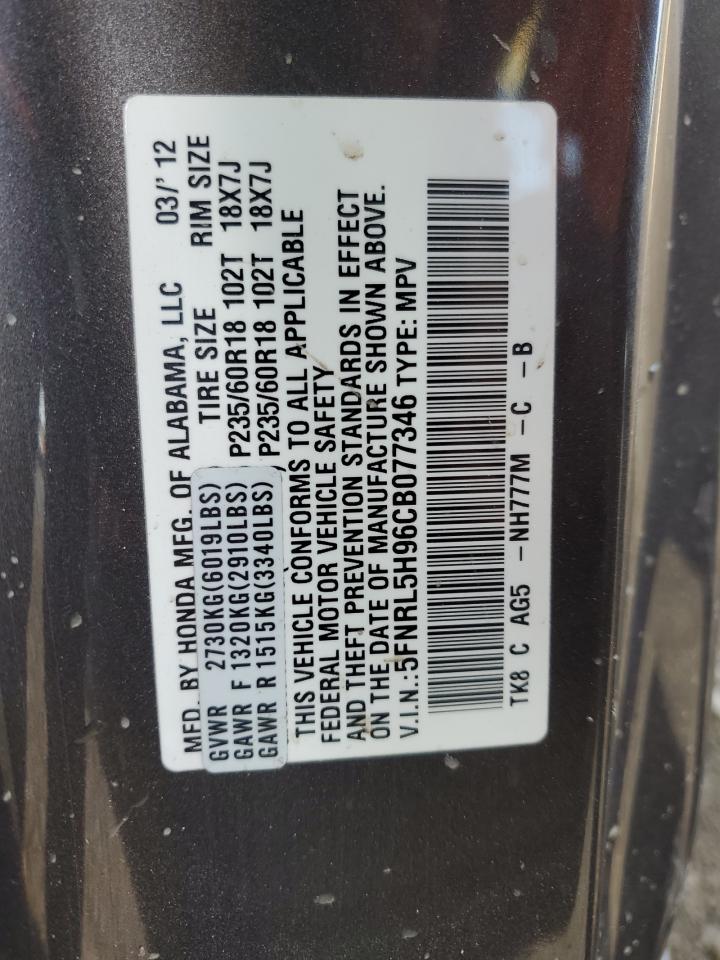 MFD. BY HONDA MFG. OF ALABAMA, LLC 03/'12
TIRE SIZE RIM SIZE
GVWR 2730KG(6019LBS)
GAWR F 1320KG(2910LBS) P235/60R18 102T 18X7J
GAWR R 1515KG(3340LBS) P235/60R18 102T 18X7J
THIS VEHICLE CONFORMS TO ALL APPLICABLE
FEDERAL MOTOR VEHICLE SAFETY
AND THEFT PREVENTION STANDARDS IN EFFECT
ON THE DATE OF MANUFACTURE SHOWN ABOVE.
V.I.N.:5FNRL5H96CB077346 TYPE: MPV
TK8 C AG5 -NH777M -C -B